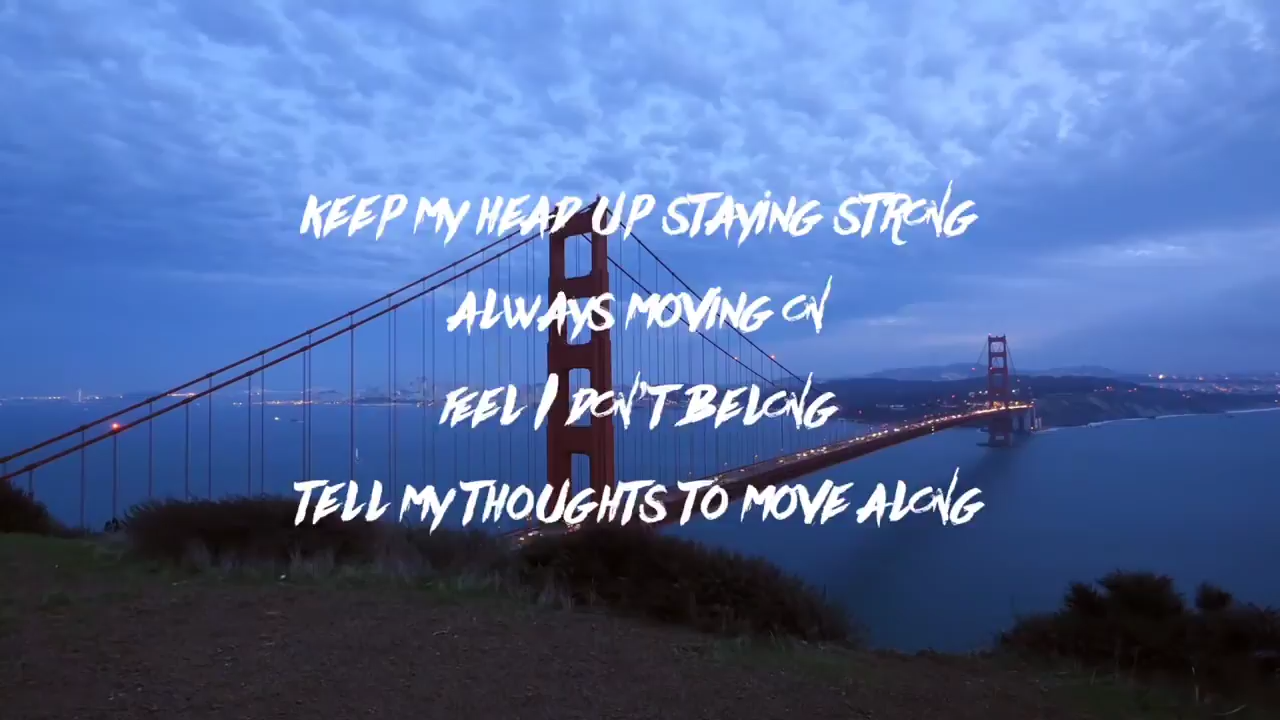 KEEP MY HEAD UP STAYING STRONG
ALWAYS MOVING ON
FEEL I DON'T BELONG
TELL MY THOUGHTS TO MOVE ALONG